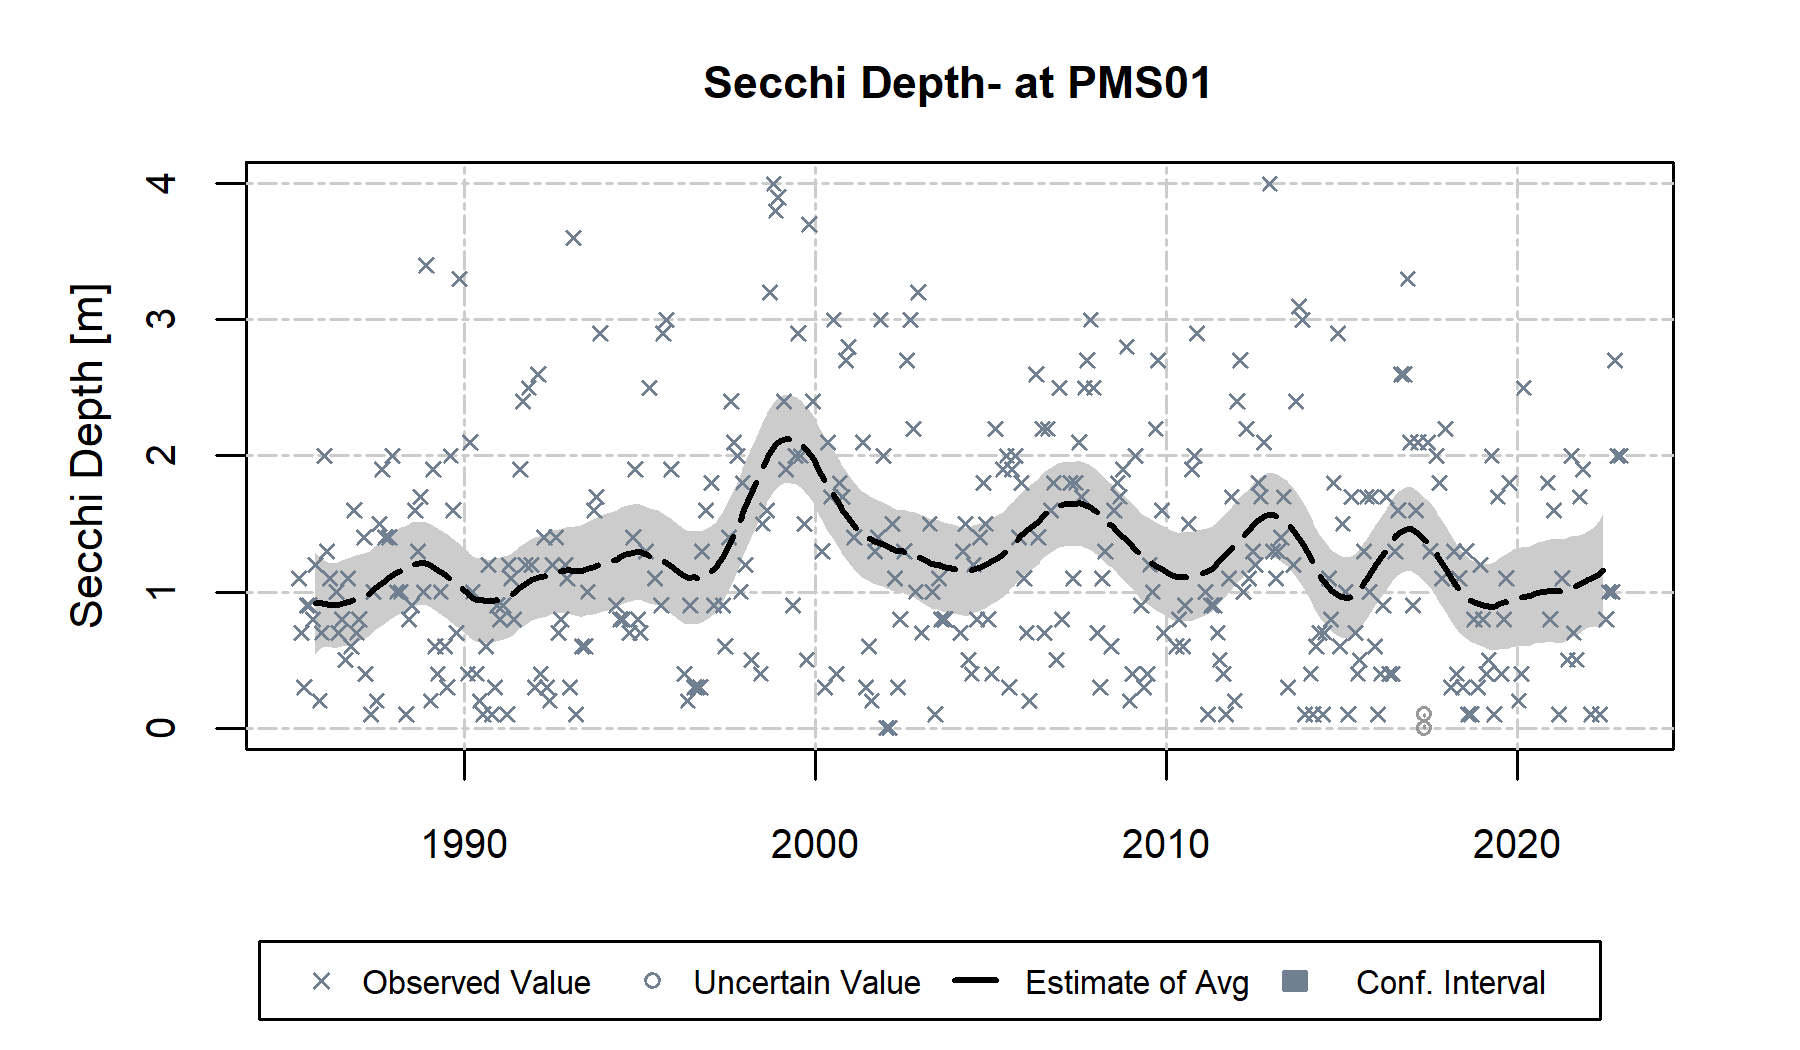 Secchi Depth- at PMS01
Secchi Depth [m]
4
3
2
1
0
1990 2000 2010 2020
Observed Value Uncertain Value Estimate of Avg Conf. Interval